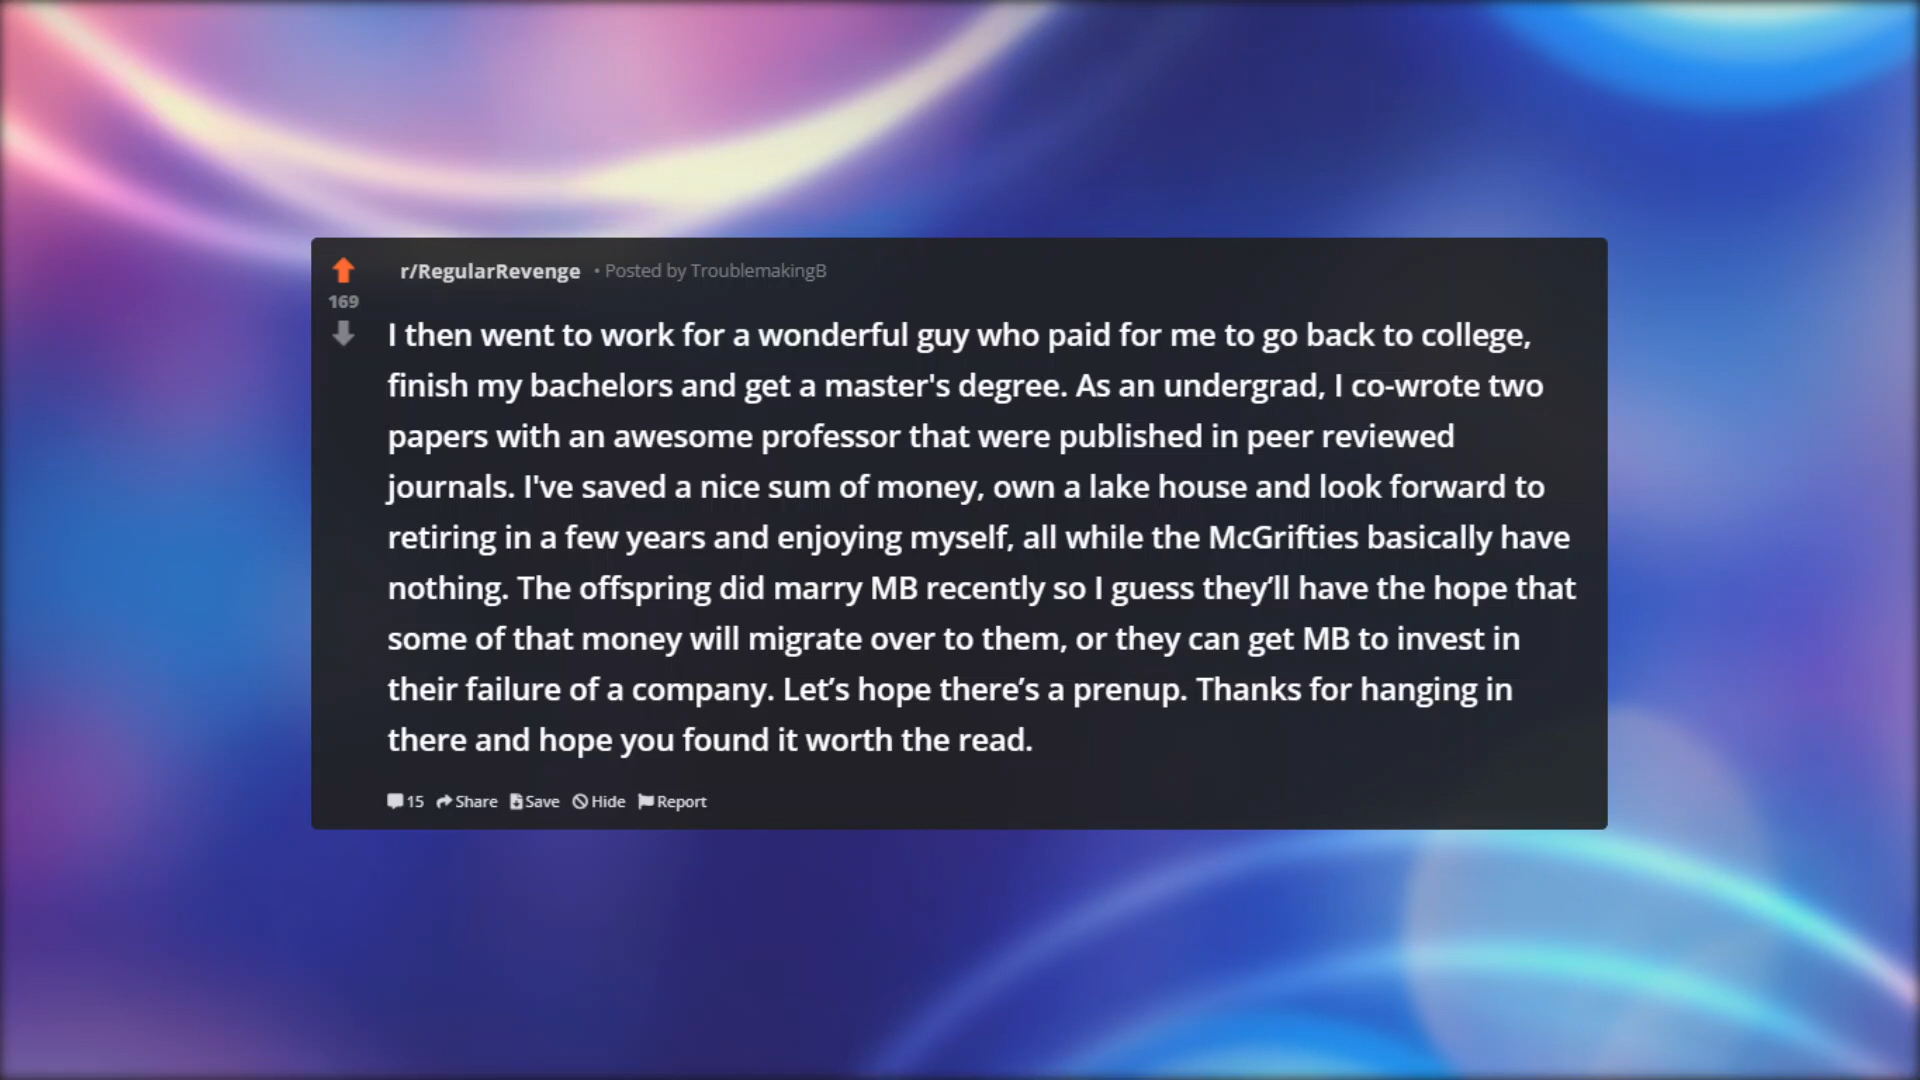 r/RegularRevenge • Posted by TroublemakingB
169
I then went to work for a wonderful guy who paid for me to go back to college,
finish my bachelors and get a master's degree. As an undergrad, I co-wrote two
papers with an awesome professor that were published in peer reviewed
journals. I've saved a nice sum of money, own a lake house and look forward to
retiring in a few years and enjoying myself, all while the McGrifties basically have
nothing. The offspring did marry MB recently so I guess they’ll have the hope that
some of that money will migrate over to them, or they can get MB to invest in
their failure of a company. Let’s hope there’s a prenup. Thanks for hanging in
there and hope you found it worth the read.
15 Share Save Hide Report